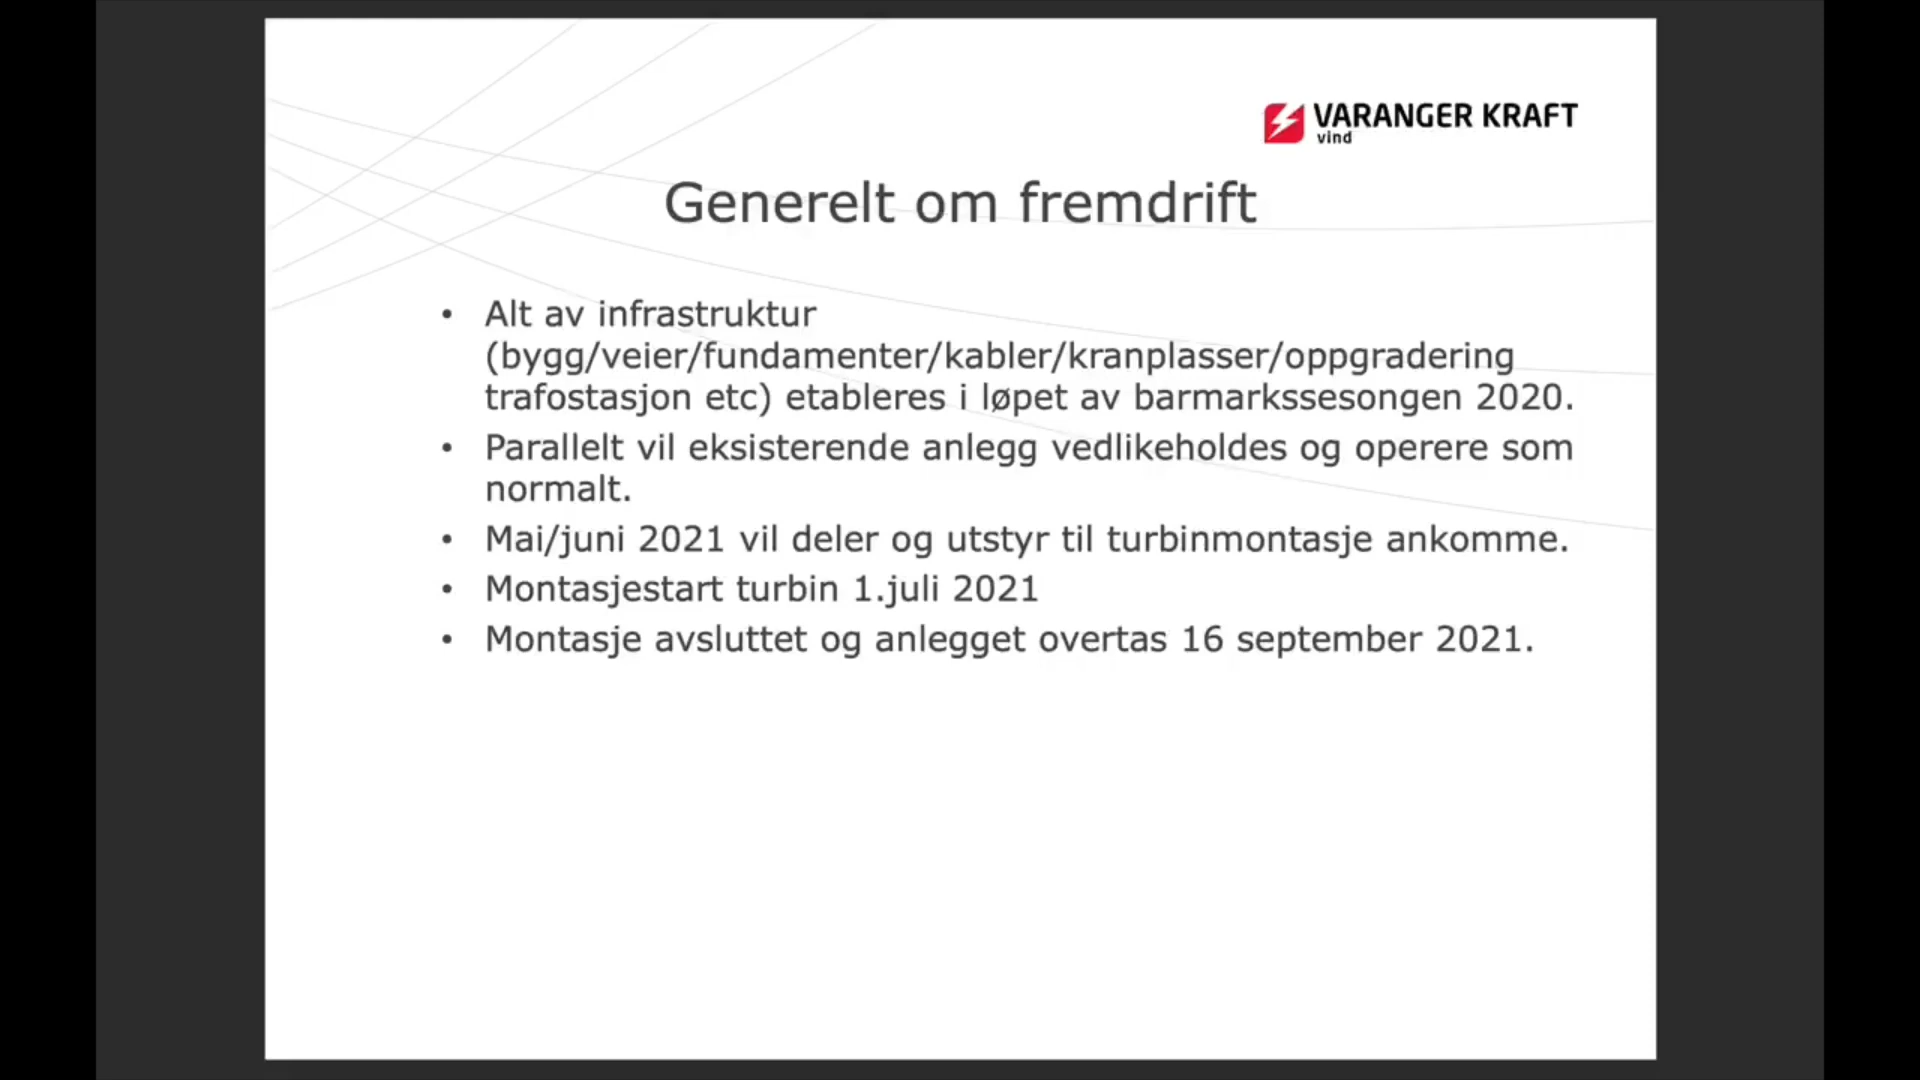 VARANGER KRAFT
vind
Generelt om fremdrift
• Alt av infrastruktur
(bygg/veier/fundamenter/kabler/kranplasser/oppgradering
trafostasjon etc) etableres i løpet av barmarkssesongen 2020.
• Parallelt vil eksisterende anlegg vedlikeholdes og operere som
normalt.
• Mai/juni 2021 vil deler og utstyr til turbinmontasje ankomme.
• Montasjestart turbin 1.juli 2021
• Montasje avsluttet og anlegget overtas 16 september 2021.